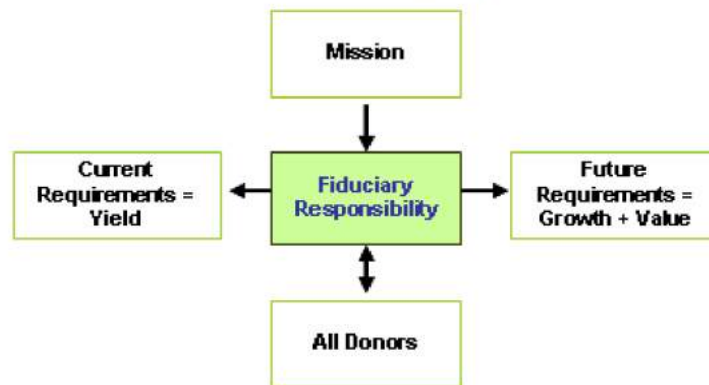 Mission
Current
Requirements =
Yield
Fiduciary
Responsibility
Future
Requirements =
Growth + Value
All Donors